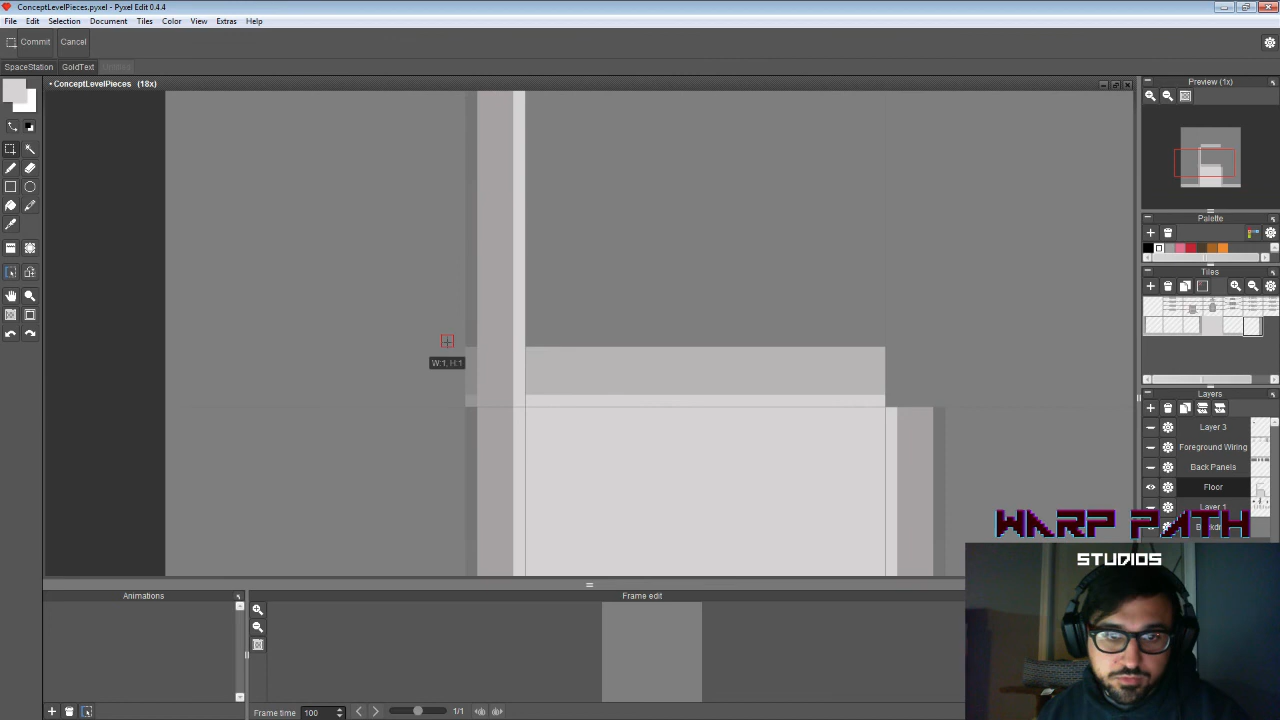 ConceptLevelPieces.pyxel - Pyxel Edit 0.4.4
File Edit Selection View Document Tiles Color View Extras Help
Commit Cancel
SpaceStation GoldText Untitled
• ConceptLevelPieces (18x)
Preview (1x)
Palette
Tiles
W:1, H:1
Layers
Layer 3
Foreground Wiring
Back Panels
Floor
Layer 1
WARP PATH
STUDIOS
Animations
Frame edit
Frame time 100
1/1